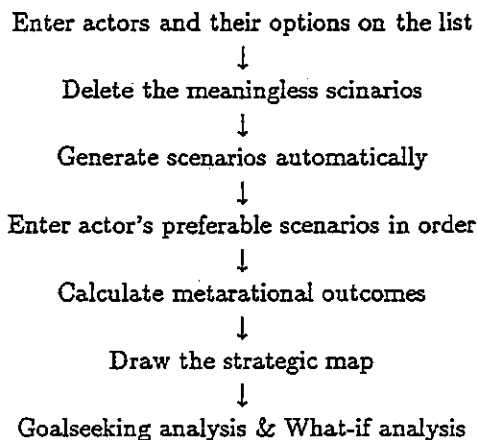 Enter actors and their options on the list
↓
Delete the meaningless scinarios
↓
Generate scenarios automatically
↓
Enter actor's preferable scenarios in order
↓
Calculate metarational outcomes
↓
Draw the strategic map
↓
Goalseeking analysis & What-if analysis